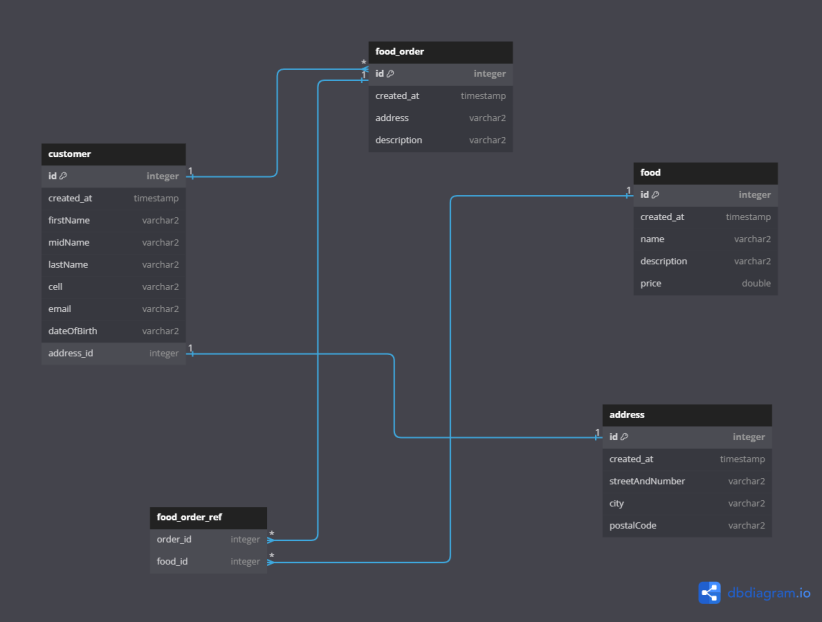 food_order
*
1
id integer
created_at timestamp
address varchar2
description varchar2
customer
id integer
1
created_at timestamp
firstName varchar2
midName varchar2
lastName varchar2
cell varchar2
email varchar2
dateOfBirth varchar2
address_id integer
1
food
1
id integer
created_at timestamp
name varchar2
description varchar2
price double
address
1
id integer
created_at timestamp
streetAndNumber varchar2
city varchar2
postalCode varchar2
food_order_ref
order_id integer
*
food_id integer
*
dbdiagram.io